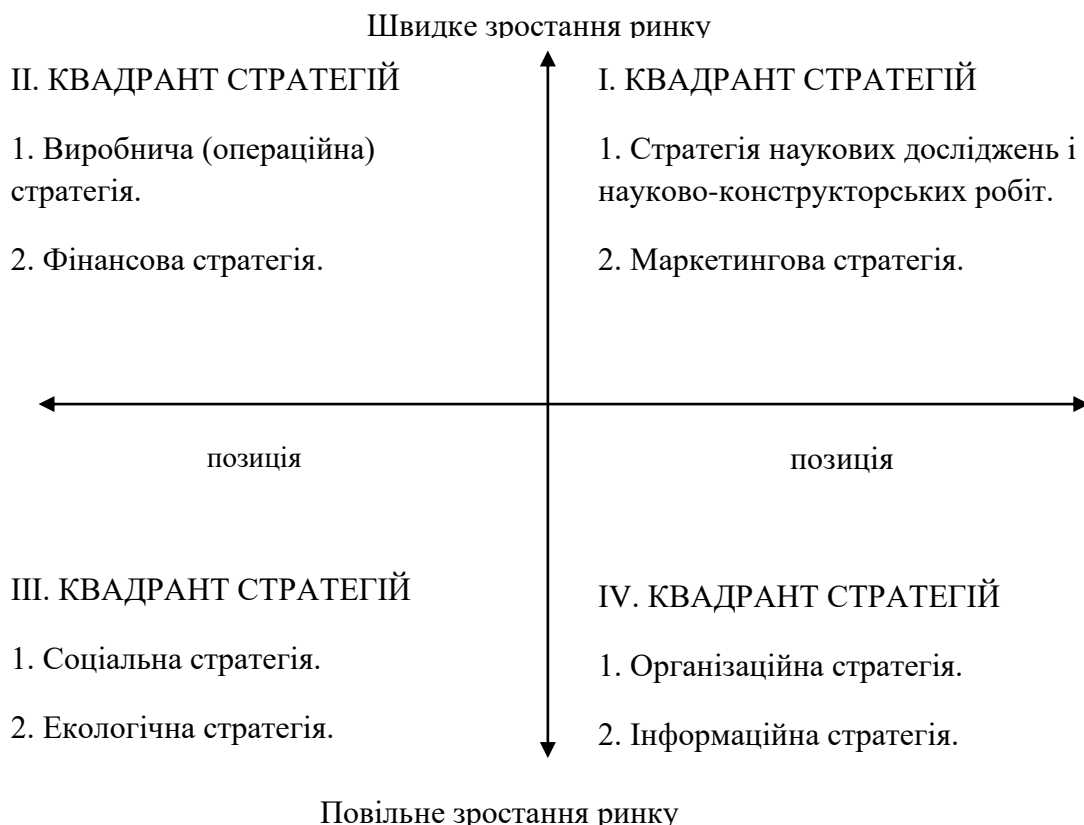 Швидке зростання ринку
ІІ. КВАДРАНТ СТРАТЕГІЙ
1. Виробнича (операційна)
стратегія.
2. Фінансова стратегія.
І. КВАДРАНТ СТРАТЕГІЙ
1. Стратегія наукових досліджень і
науково-конструкторських робіт.
2. Маркетингова стратегія.
позиція
позиція
ІІІ. КВАДРАНТ СТРАТЕГІЙ
1. Соціальна стратегія.
2. Екологічна стратегія.
IV. КВАДРАНТ СТРАТЕГІЙ
1. Організаційна стратегія.
2. Інформаційна стратегія.
Повільне зростання ринку